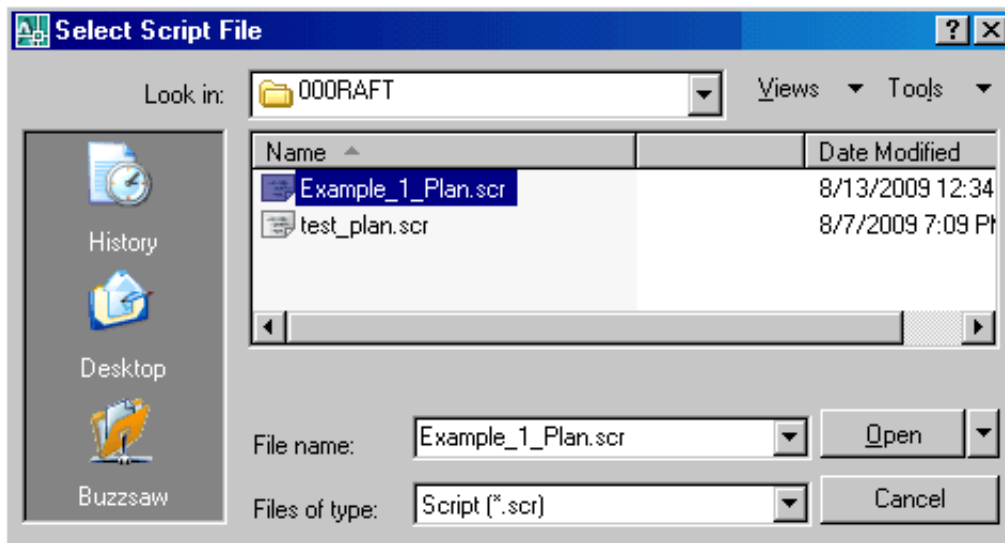 Select Script File
Look in: 000RAFT Views Tools
Name Date Modified
Example_1_Plan.scr 8/13/2009 12:34
test_plan.scr 8/7/2009 7:09 P
History
Desktop
File name: Example_1_Plan.scr Open
Buzzsaw
Files of type: Script (*.scr) Cancel